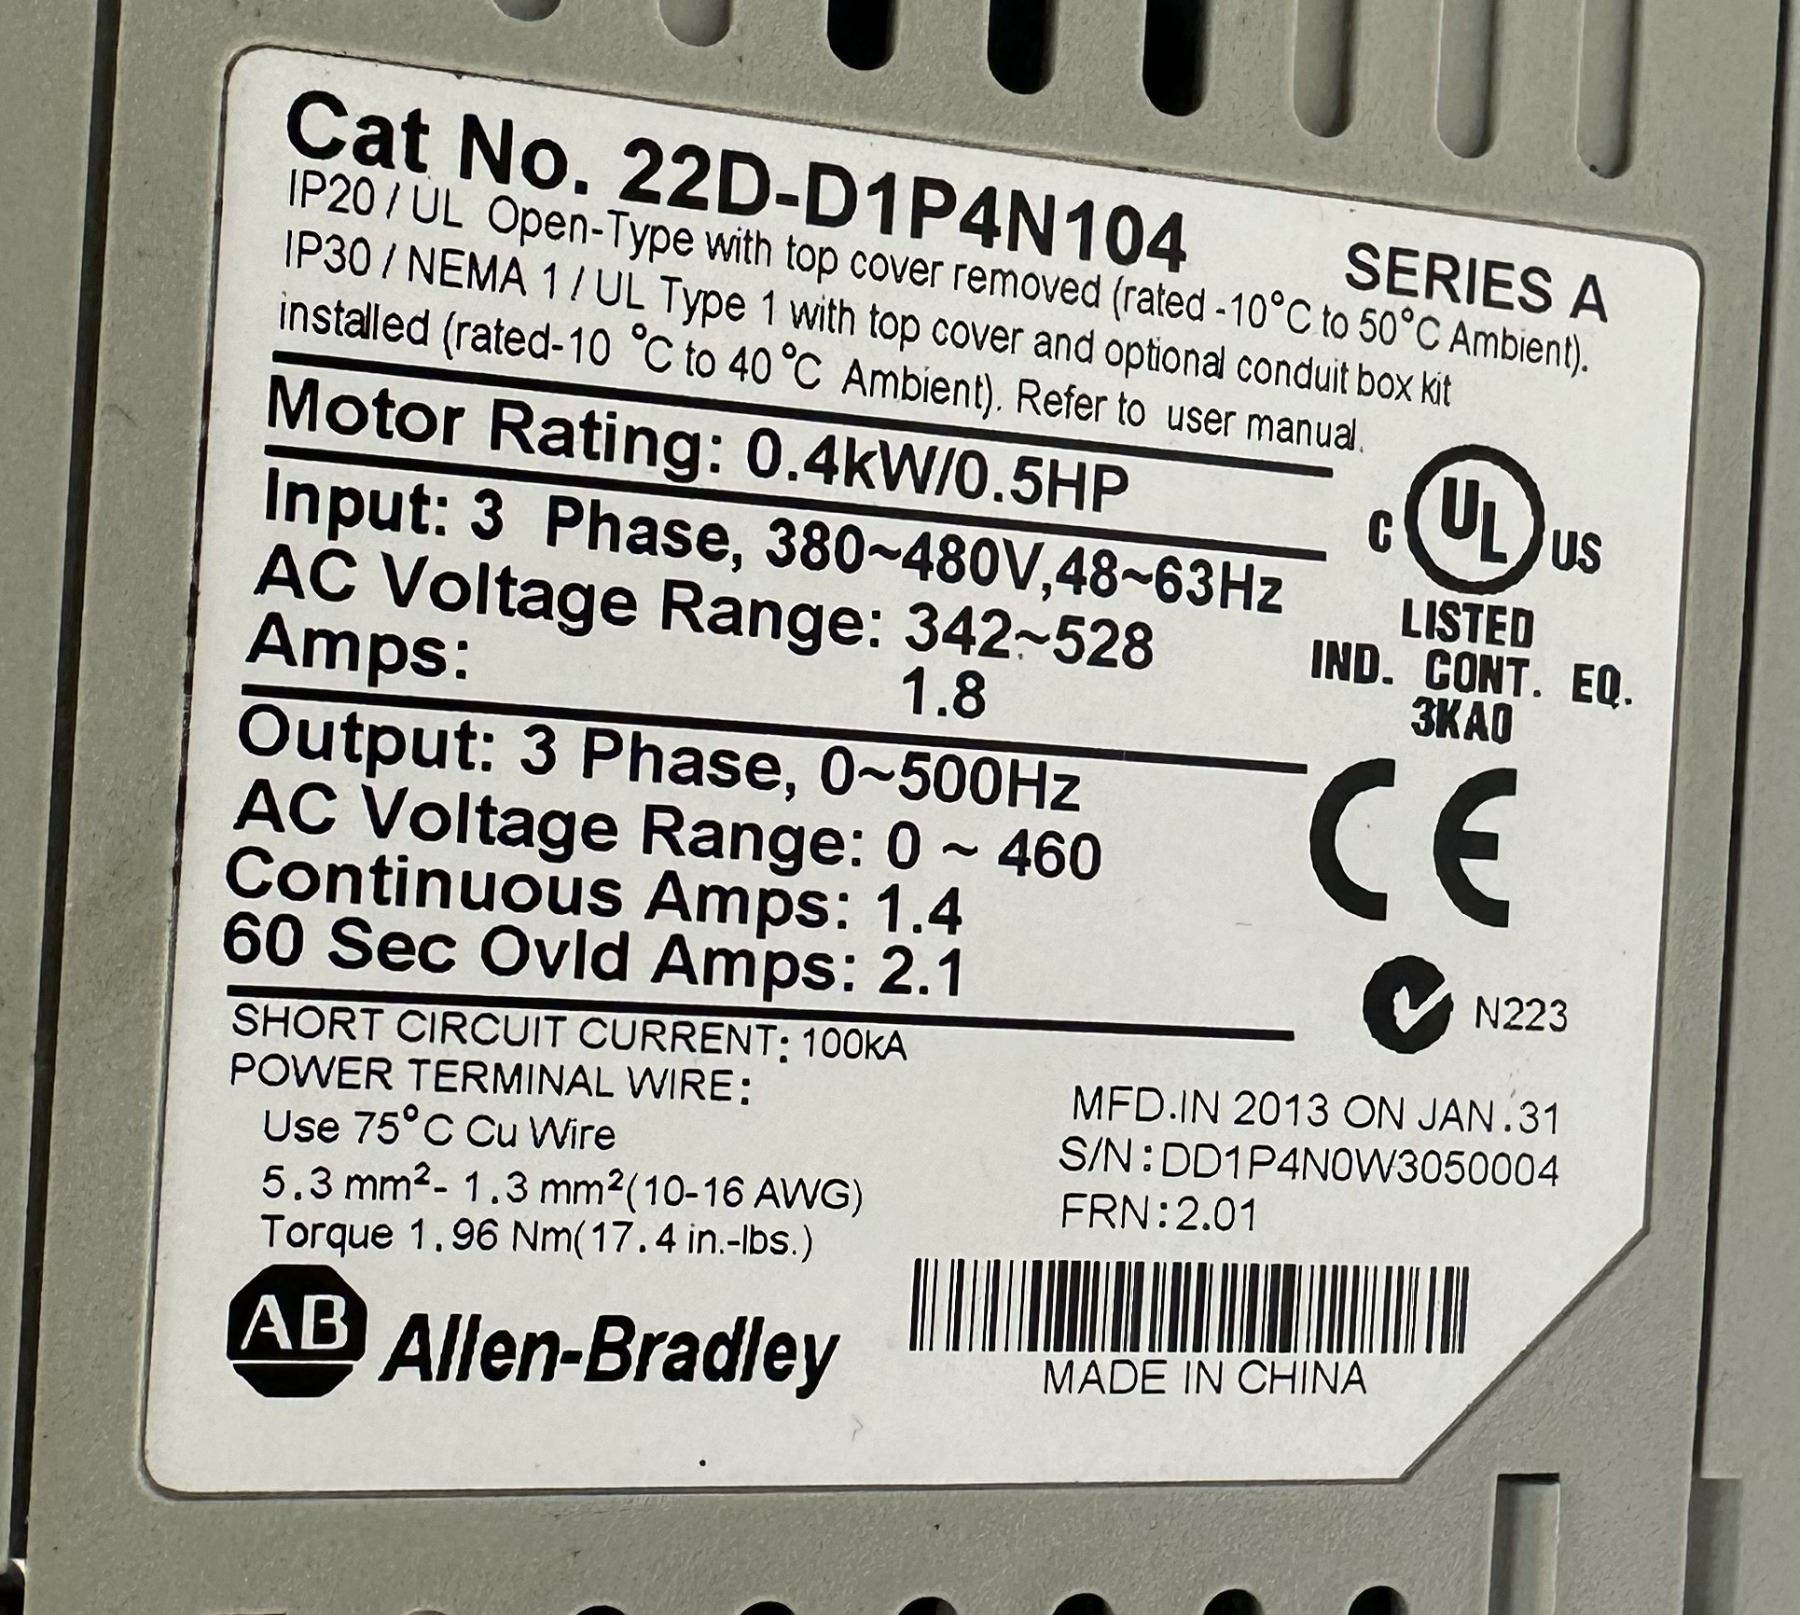 Cat No. 22D-D1P4N104 SERIES A
IP20 / UL Open-Type with top cover removed (rated -10°C to 50°C Ambient).
IP30 / NEMA 1 / UL Type 1 with top cover and optional conduit box kit
installed (rated-10 °C to 40 °C Ambient). Refer to user manual.
Motor Rating: 0.4kW/0.5HP
Input: 3 Phase, 380~480V,48~63Hz
AC Voltage Range: 342~528
Amps: 1.8
C UL US
LISTED
IND. CONT. EQ.
3KA0
Output: 3 Phase, 0~500Hz
AC Voltage Range: 0 ~ 460
Continuous Amps: 1.4
60 Sec Ovld Amps: 2.1
CE
N223
SHORT CIRCUIT CURRENT: 100kA
POWER TERMINAL WIRE:
Use 75°C Cu Wire
5.3 mm²- 1.3 mm²(10-16 AWG)
Torque 1.96 Nm(17.4 in.-lbs.)
MFD.IN 2013 ON JAN.31
S/N:DD1P4N0W3050004
FRN:2.01
AB Allen-Bradley
MADE IN CHINA